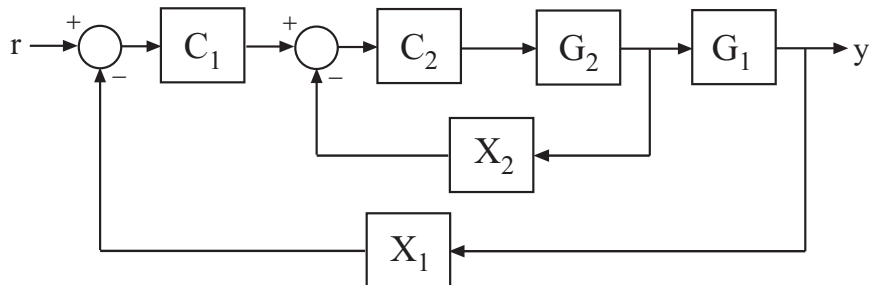 r + − C₁ + − C₂ G₂ G₁ y
X₂
X₁